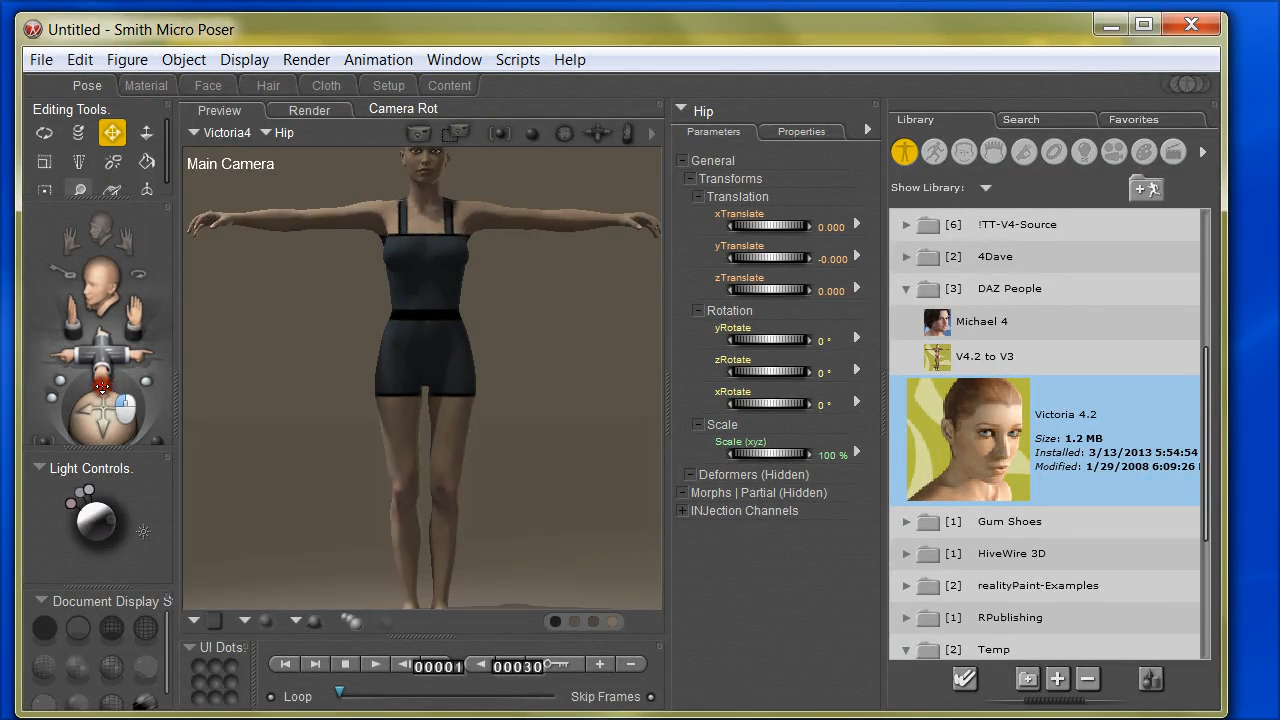 Untitled - Smith Micro Poser
File Edit Figure Object Display Render Animation Window Scripts Help
Pose Material Face Hair Cloth Setup Content
Editing Tools.
Preview Render Camera Rot
Victoria4 Hip
Main Camera
Light Controls.
Document Display S
UI Dots
00001 00030
Loop Skip Frames
Hip
Parameters Properties
General
Transforms
Translation
xTranslate
0.000
yTranslate
-0.000
zTranslate
0.000
Rotation
yRotate
0 °
zRotate
0 °
xRotate
0 °
Scale
Scale (xyz)
100 %
Deformers (Hidden)
Morphs | Partial (Hidden)
INJection Channels
Library Search Favorites
Show Library:
[6] !TT-V4-Source
[2] 4Dave
[3] DAZ People
Michael 4
V4.2 to V3
Victoria 4.2
Size: 1.2 MB
Installed: 3/13/2013 5:54:54
Modified: 1/29/2008 6:09:26
[1] Gum Shoes
[1] HiveWire 3D
[2] realityPaint-Examples
[1] RPublishing
[2] Temp